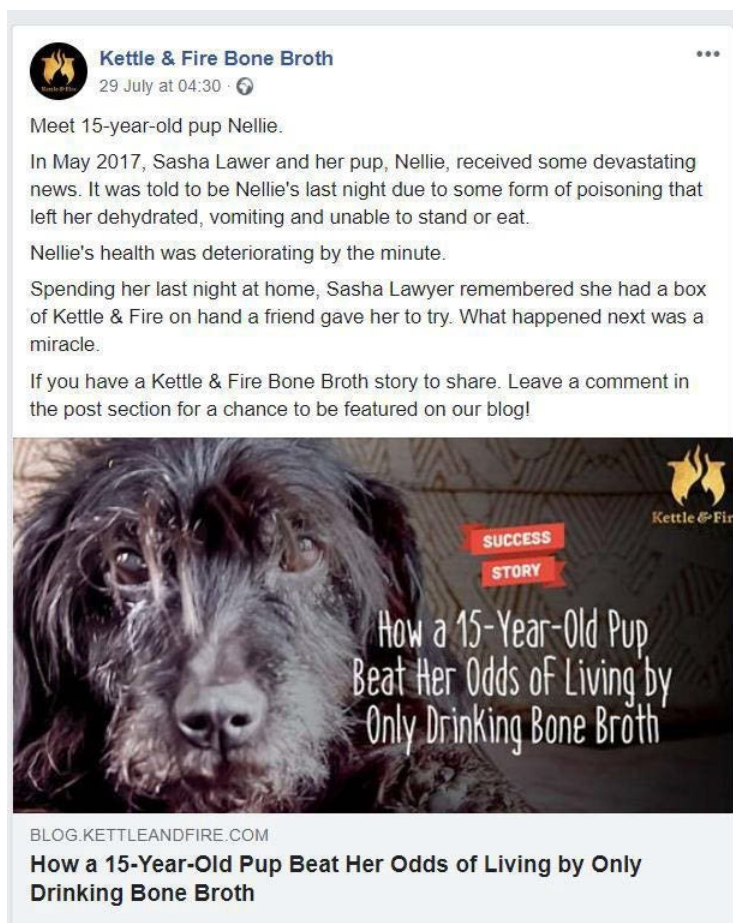 Kettle & Fire Bone Broth
29 July at 04:30 ·
Meet 15-year-old pup Nellie.
In May 2017, Sasha Lawer and her pup, Nellie, received some devastating
news. It was told to be Nellie's last night due to some form of poisoning that
left her dehydrated, vomiting and unable to stand or eat.
Nellie's health was deteriorating by the minute.
Spending her last night at home, Sasha Lawyer remembered she had a box
of Kettle & Fire on hand a friend gave her to try. What happened next was a
miracle.
If you have a Kettle & Fire Bone Broth story to share. Leave a comment in
the post section for a chance to be featured on our blog!
Kettle & Fir
SUCCESS
STORY
How a 15-Year-Old Pup
Beat Her Odds of Living by
Only Drinking Bone Broth
BLOG.KETTLEANDFIRE.COM
How a 15-Year-Old Pup Beat Her Odds of Living by Only
Drinking Bone Broth